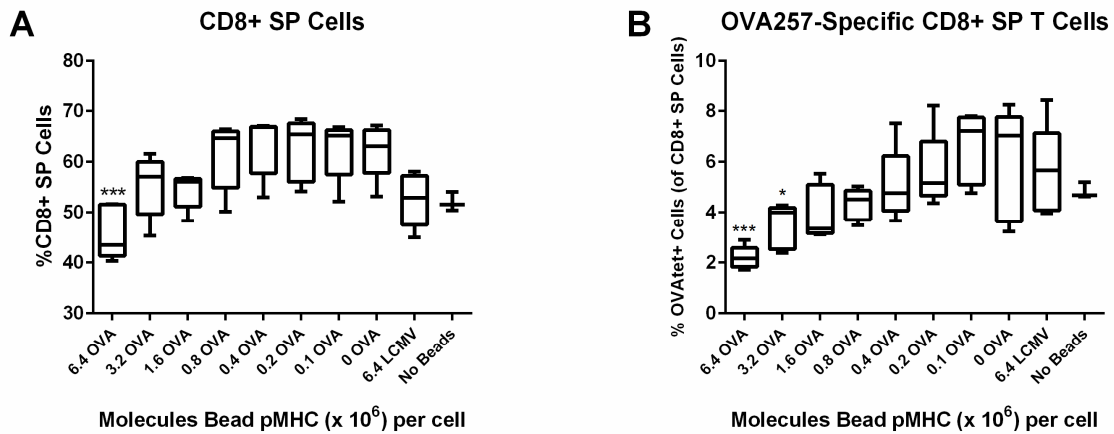 A
CD8+ SP Cells
%CD8+ SP Cells
80
70
60
50
40
30
***
6.4 OVA
3.2 OVA
1.6 OVA
0.8 OVA
0.4 OVA
0.2 OVA
0.1 OVA
0 OVA
6.4 LCMV
No Beads
Molecules Bead pMHC (x 10⁶) per cell
B
OVA257-Specific CD8+ SP T Cells
% OVAtet+ Cells (of CD8+ SP Cells)
10
8
6
4
2
0
***
*
6.4 OVA
3.2 OVA
1.6 OVA
0.8 OVA
0.4 OVA
0.2 OVA
0.1 OVA
0 OVA
6.4 LCMV
No Beads
Molecules Bead pMHC (x 10⁶) per cell